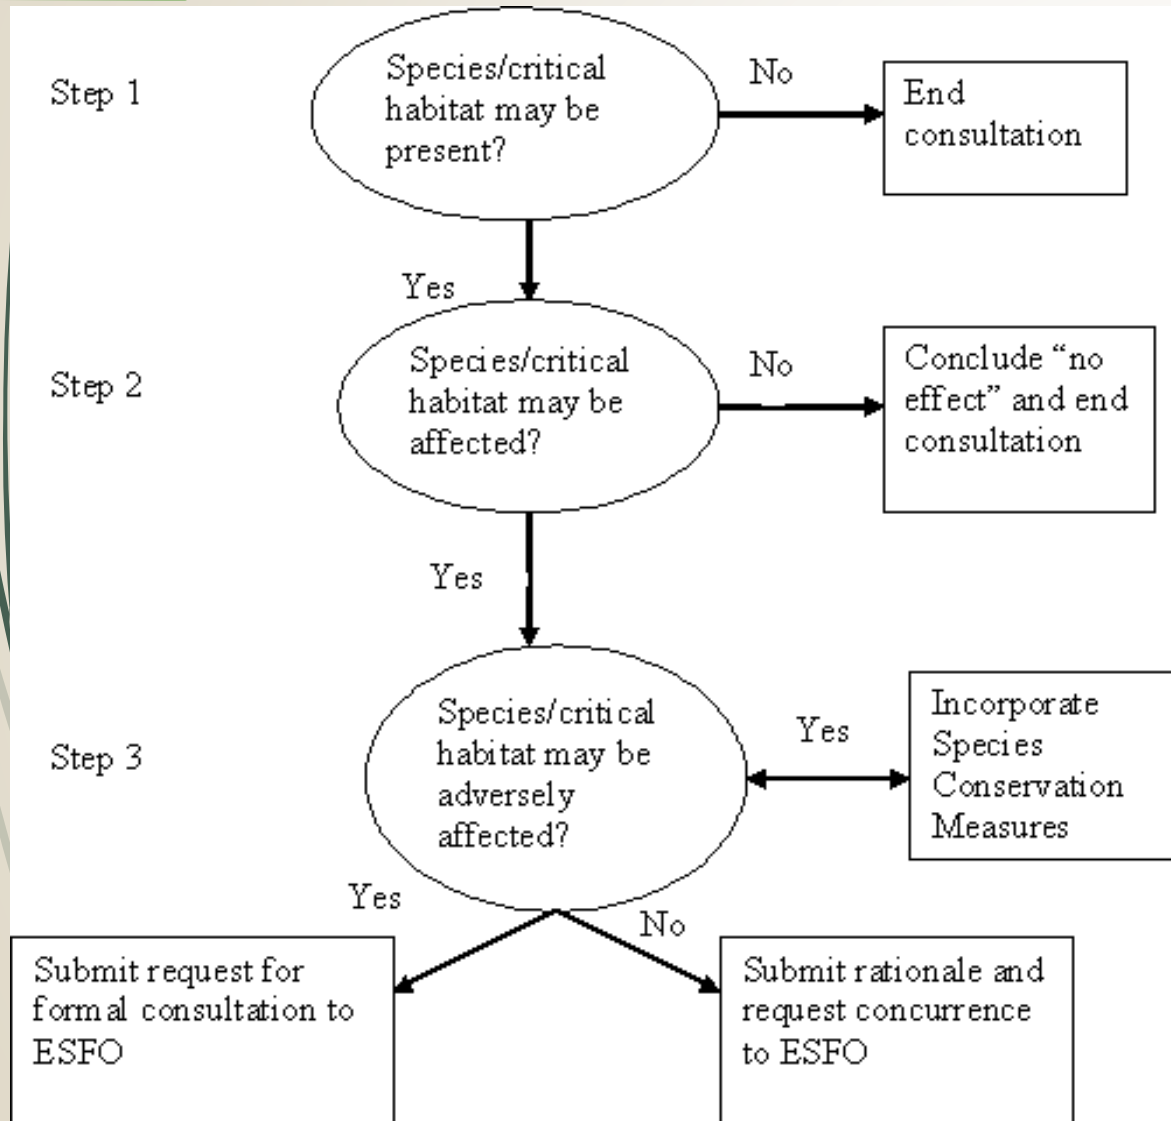 Step 1
Species/critical
habitat may be
present?
No
End
consultation
Yes
Step 2
Species/critical
habitat may be
affected?
No
Conclude “no
effect” and end
consultation
Yes
Step 3
Species/critical
habitat may be
adversely
affected?
Yes
Incorporate
Species
Conservation
Measures
Yes
No
Submit request for
formal consultation to
ESFO
Submit rationale and
request concurrence
to ESFO